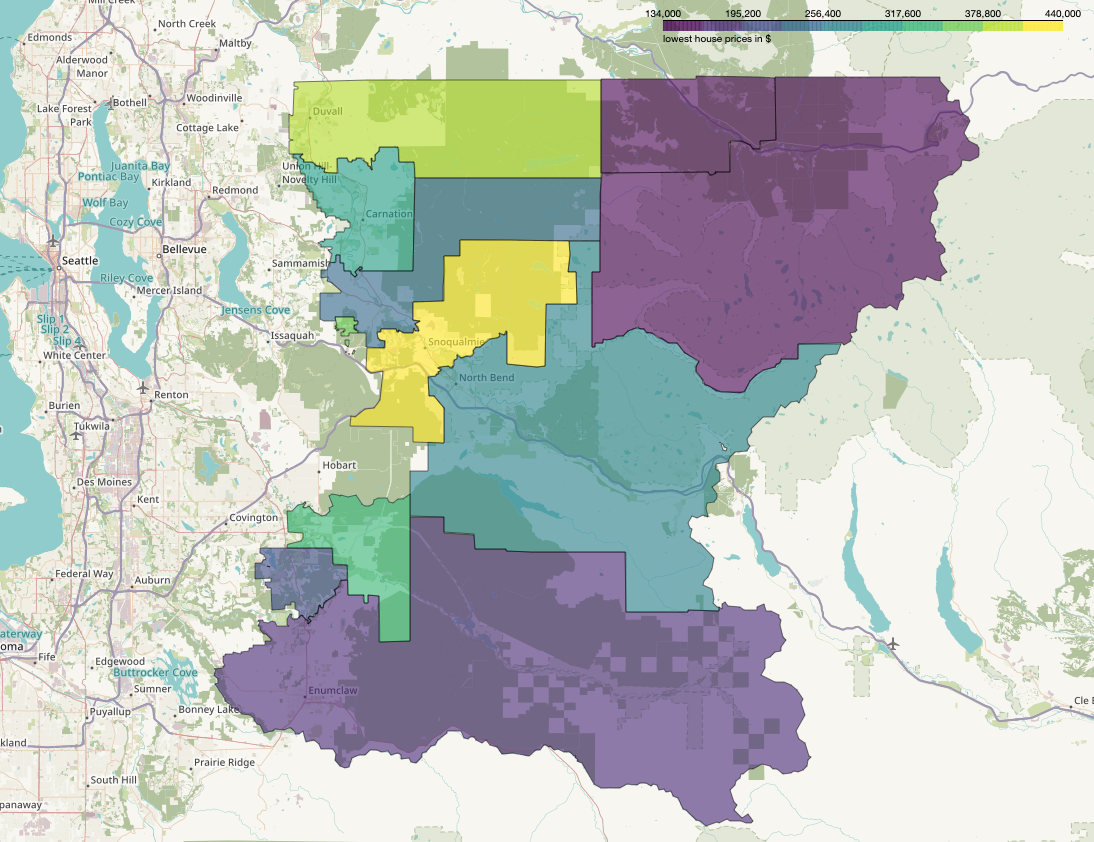 Mill Creek
134,000 195,200 256,400 317,600 378,800 440,000
lowest house prices in $
North Creek
Edmonds
Maltby
Alderwood
Manor
Lake Forest
Park
Bothell
Woodinville
Duvall
Cottage Lake
Juanita Bay
Pontiac Bay
Kirkland
Union Hill-
Novelty Hill
Redmond
Wolf Bay
Cozy Cove
Carnation
Bellevue
Seattle
Sammamish
Riley Cove
Mercer Island
Jensens Cove
Slip 1
Slip 2
Slip 4
Issaquah
Snoqualmie
White Center
North Bend
Renton
Burien
Tukwila
Hobart
Des Moines
Kent
Covington
Federal Way
Auburn
aterway
oma
Fife
Edgewood
Buttrocker Cove
Sumner
Enumclaw
Bonney Lake
Puyallup
Cle E
kland
Prairie Ridge
South Hill
panaway